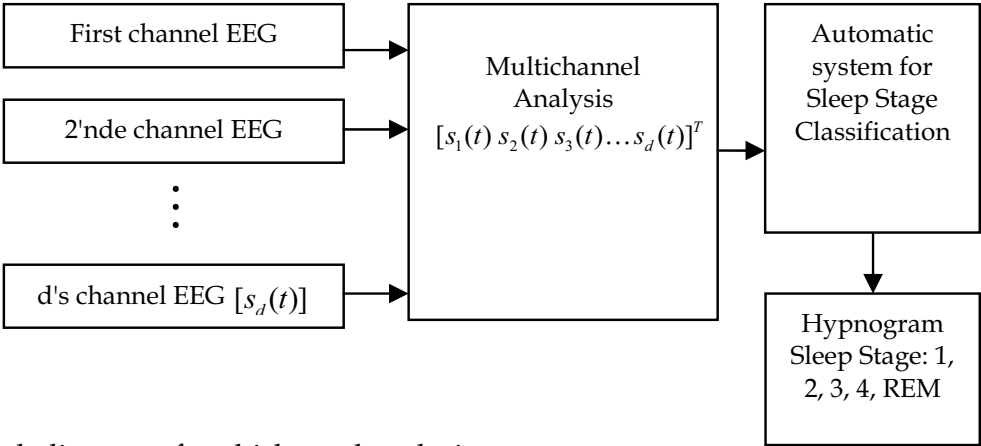 First channel EEG
2'nde channel EEG
d's channel EEG [s_d(t)]
Multichannel
Analysis
[s_1(t) s_2(t) s_3(t)…s_d(t)]^T
Automatic
system for
Sleep Stage
Classification
Hypnogram
Sleep Stage: 1,
2, 3, 4, REM